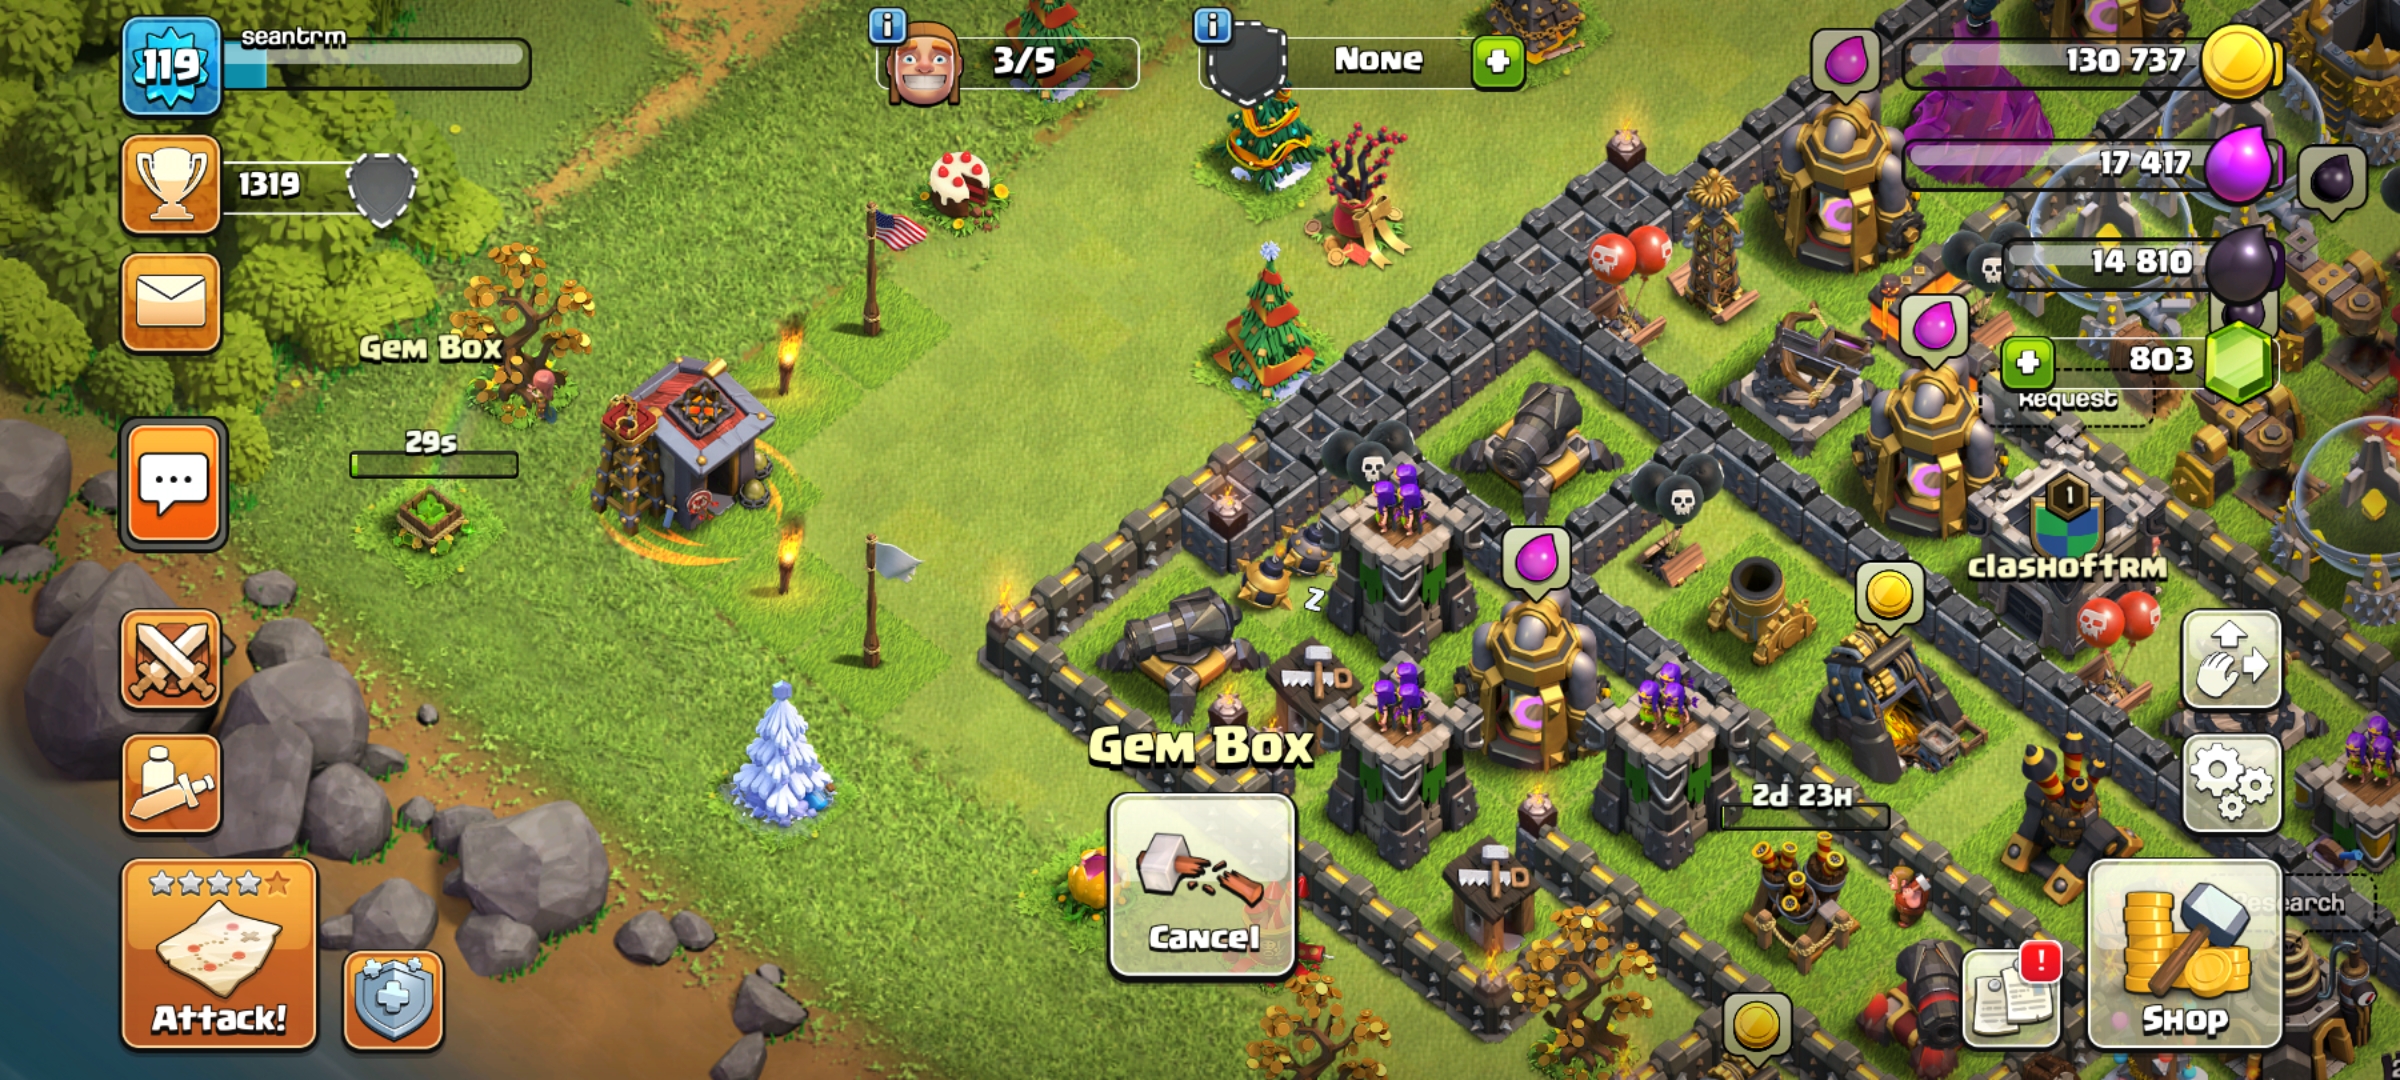 119
seantrm
3/5
None
130 737
1319
17 417
14 810
Gem Box
803
Request
29s
1
clashoftRM
Z
Gem Box
2d 23h
Cancel
Research
Attack!
Shop